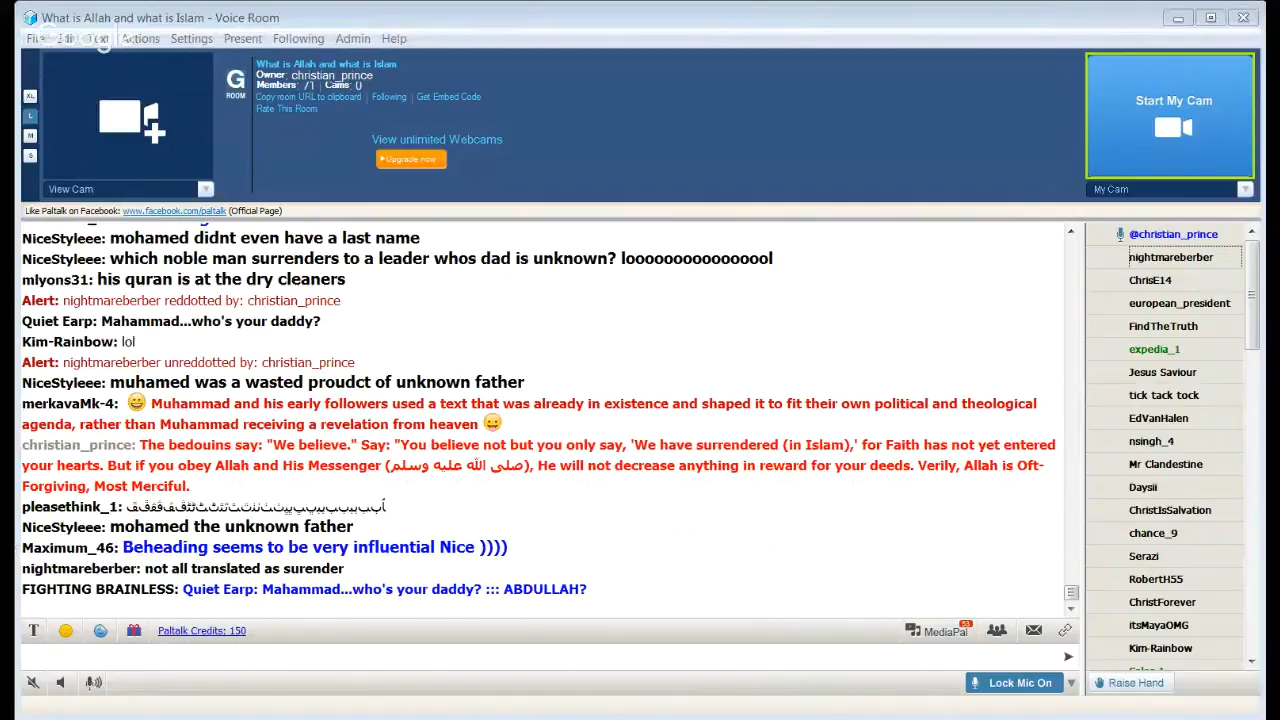 What is Allah and what is Islam - Voice Room
File Edit Text Actions Settings Present Following Admin Help
XL
L
M
S
View Cam
G
ROOM
What is Allah and what is Islam
Owner: christian_prince
Members: 71 | Cams: 0
Copy room URL to clipboard | Following | Get Embed Code
Rate This Room
View unlimited Webcams
Upgrade now
Start My Cam
My Cam
Like Paltalk on Facebook: www.facebook.com/paltalk (Official Page)
NiceStyleee: mohamed didnt even have a last name
NiceStyleee: which noble man surrenders to a leader whos dad is unknown? looooooooooooooool
mlyons31: his quran is at the dry cleaners
Alert: nightmareberber reddotted by: christian_prince
Quiet Earp: Mahammad...who's your daddy?
Kim-Rainbow: lol
Alert: nightmareberber unreddotted by: christian_prince
NiceStyleee: muhamed was a wasted proudct of unknown father
merkavaMk-4: Muhammad and his early followers used a text that was already in existence and shaped it to fit their own political and theological
agenda, rather than Muhammad receiving a revelation from heaven
christian_prince: The bedouins say: "We believe." Say: "You believe not but you only say, 'We have surrendered (in Islam),' for Faith has not yet entered
your hearts. But if you obey Allah and His Messenger (صلى الله عليه وسلم), He will not decrease anything in reward for your deeds. Verily, Allah is Oft-
Forgiving, Most Merciful.
pleasethink_1:
NiceStyleee: mohamed the unknown father
Maximum_46: Beheading seems to be very influential Nice ))))
nightmareberber: not all translated as surender
FIGHTING BRAINLESS: Quiet Earp: Mahammad...who's your daddy? ::: ABDULLAH?
@christian_prince
nightmareberber
ChrisE14
european_president
FindTheTruth
expedia_1
Jesus Saviour
tick tack tock
EdVanHalen
nsingh_4
Mr Clandestine
Daysii
ChristIsSalvation
chance_9
Serazi
RobertH55
ChristForever
itsMayaOMG
Kim-Rainbow
T
Paltalk Credits: 150
MediaPal
53
Lock Mic On
Raise Hand